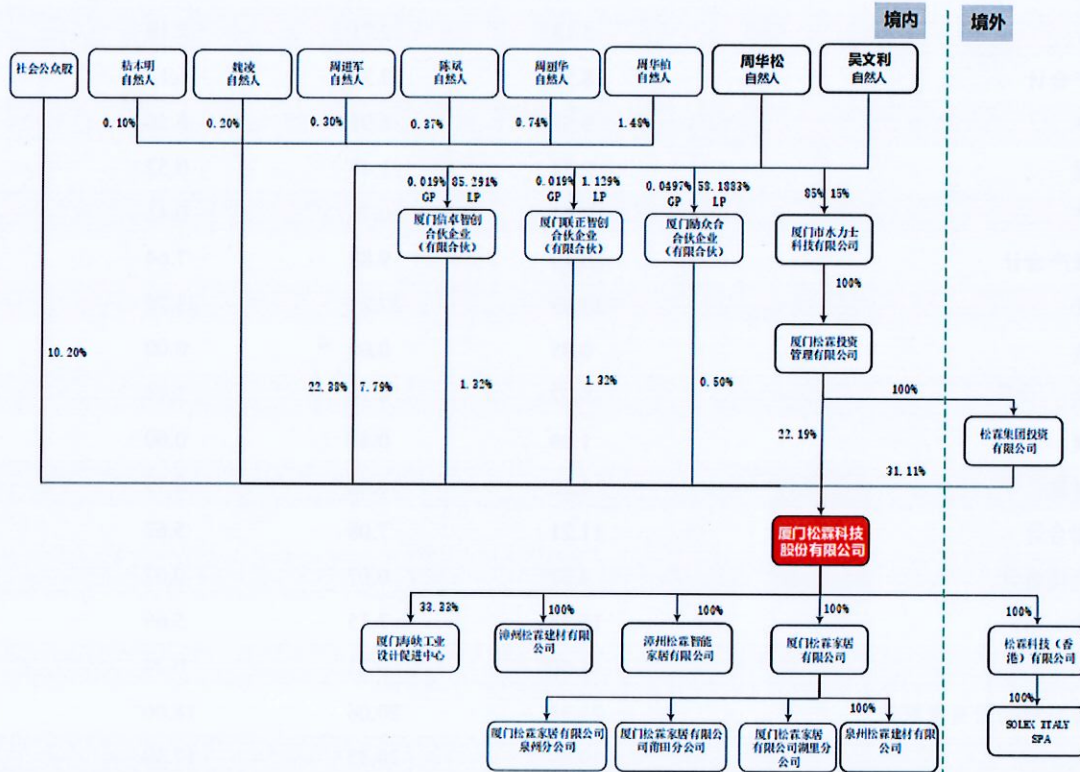 境内
境外
社会公众股
自然人
魏凌
自然人
周进军
自然人
陈斌
自然人
周丽华
自然人
周华柏
自然人
周华松
自然人
吴文利
自然人
0.10%
0.20%
0.30%
0.37%
0.74%
1.48%
0.019%
GP
85.291%
LP
0.019%
GP
1.129%
LP
0.0497%
GP
58.1883%
LP
85%
15%
厦门信卓智创
合伙企业
（有限合伙）
厦门联正智创
合伙企业
（有限合伙）
厦门励众合
合伙企业
（有限合伙）
厦门市水力士
科技有限公司
100%
厦门松霖投资
管理有限公司
10.20%
22.38%
7.79%
1.32%
1.32%
0.50%
100%
22.19%
松霖集团投资
有限公司
31.11%
厦门松霖科技
股份有限公司
33.33%
100%
100%
100%
100%
厦门海峡工业
设计促进中心
漳州松霖建材有限
公司
漳州松霖智能
家居有限公司
厦门松霖家居
有限公司
松霖科技（香
港）有限公司
100%
100%
厦门松霖家居有限公司
泉州分公司
厦门松霖家居有限公
司莆田分公司
厦门松霖家居
有限公司湖里分
公司
泉州松霖建材有限
公司
SOLEX ITALY
SPA